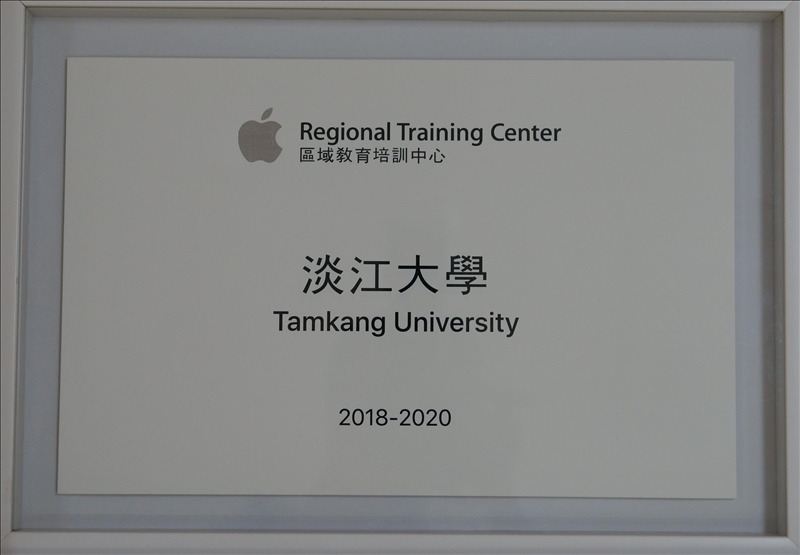 Regional Training Center
區域教育培訓中心
淡江大學
Tamkang University
2018-2020